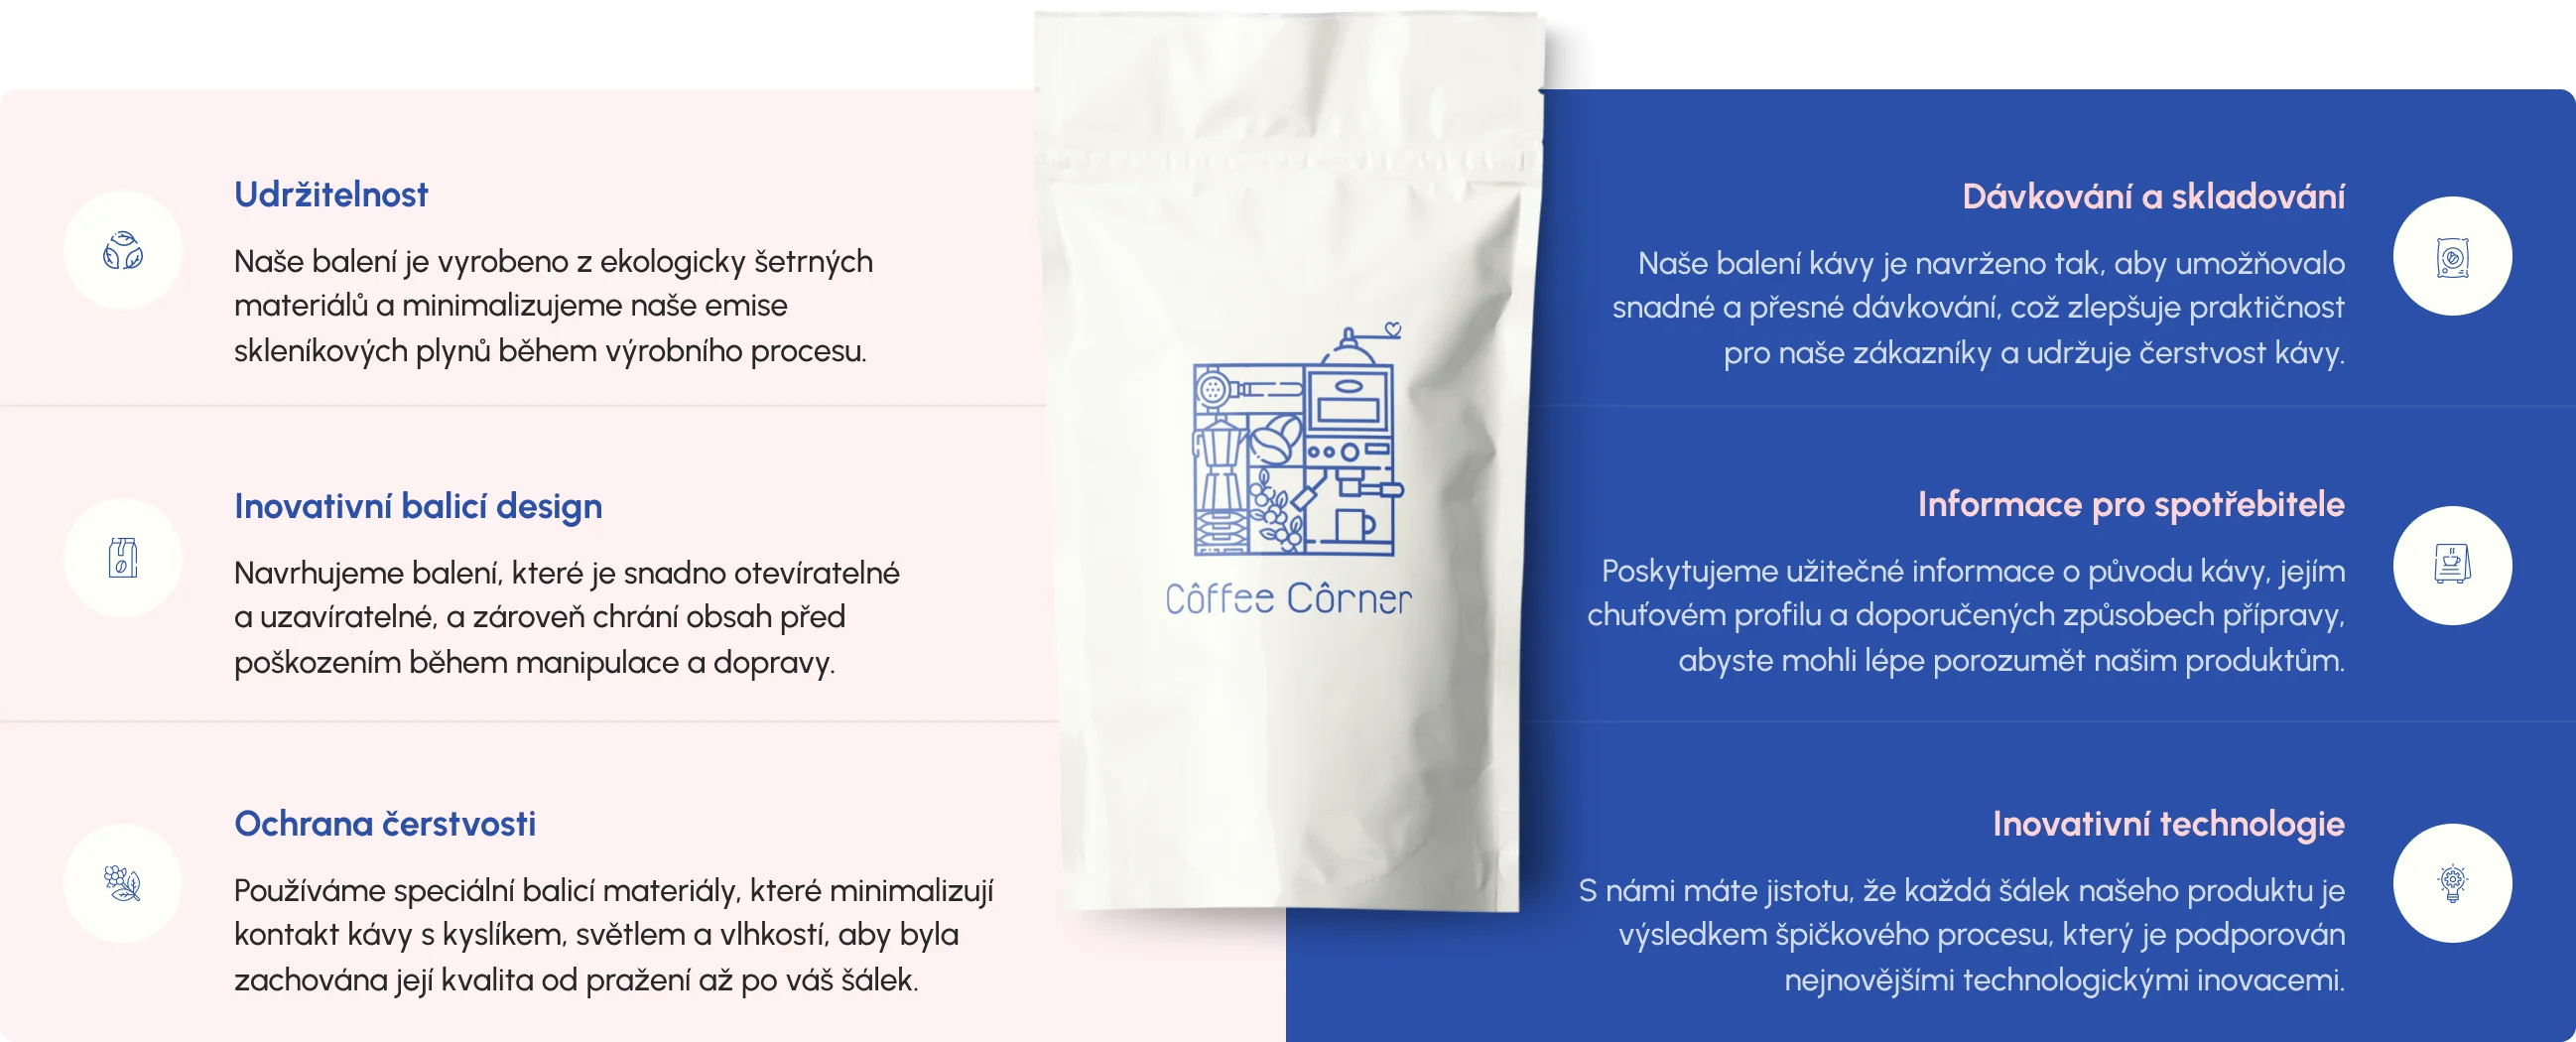 Udržitelnost
Naše balení je vyrobeno z ekologicky šetrných
materiálů a minimalizujeme naše emise
skleníkových plynů během výrobního procesu.
Inovativní balicí design
Navrhujeme balení, které je snadno otevíratelné
a uzavíratelné, a zároveň chrání obsah před
poškozením během manipulace a dopravy.
Ochrana čerstvosti
Používáme speciální balicí materiály, které minimalizují
kontakt kávy s kyslíkem, světlem a vlhkostí, aby byla
zachována její kvalita od pražení až po váš šálek.
Côffee Côrner
Dávkování a skladování
Naše balení kávy je navrženo tak, aby umožňovalo
snadné a přesné dávkování, což zlepšuje praktičnost
pro naše zákazníky a udržuje čerstvost kávy.
Informace pro spotřebitele
Poskytujeme užitečné informace o původu kávy, jejím
chuťovém profilu a doporučených způsobech přípravy,
abyste mohli lépe porozumět našim produktům.
Inovativní technologie
S námi máte jistotu, že každá šálek našeho produktu je
výsledkem špičkového procesu, který je podporován
nejnovějšími technologickými inovacemi.